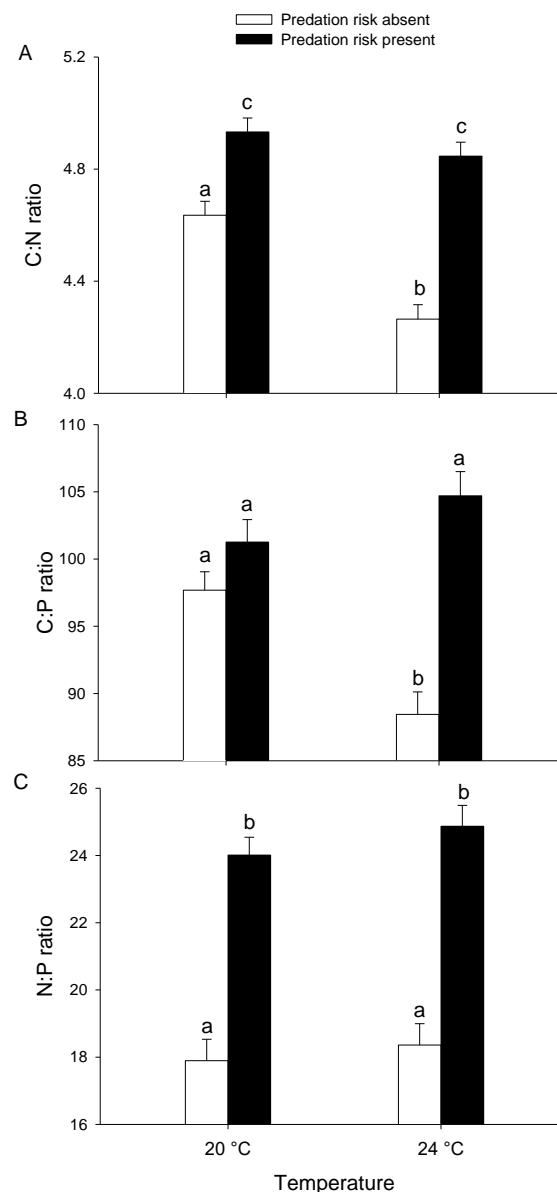 Predation risk absent
Predation risk present
A
5.2
c
c
4.8
a
C:N ratio
4.4
b
4.0
B
110
a
105
a
a
100
C:P ratio
95
b
90
85
C
26
b
b
24
22
N:P ratio
20
a
a
18
16
20 °C 24 °C
Temperature